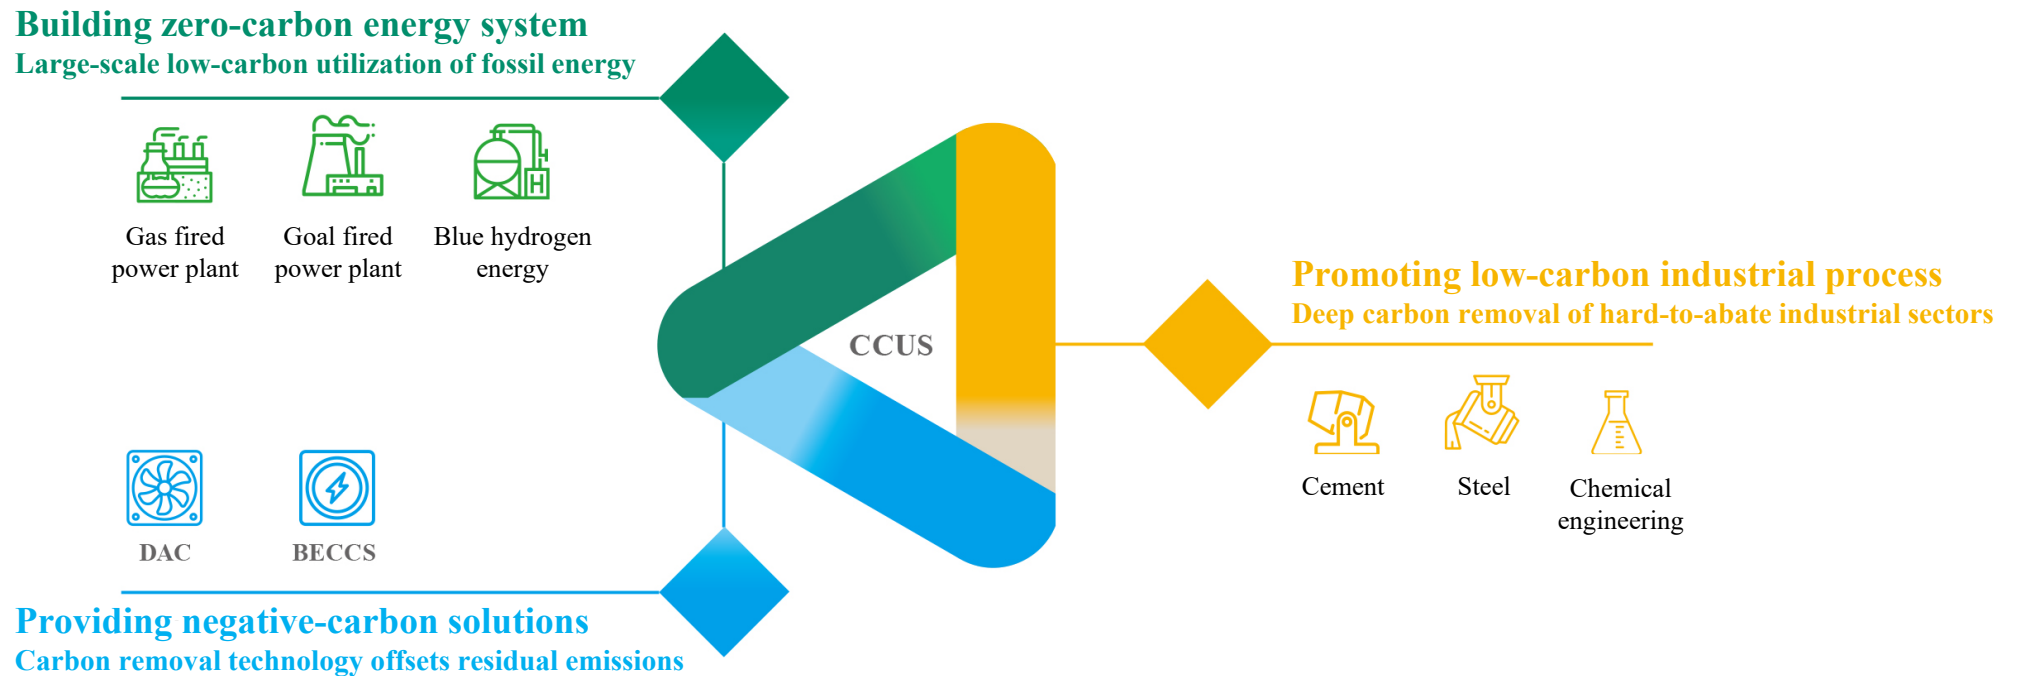 Building zero-carbon energy system
Large-scale low-carbon utilization of fossil energy
Gas fired
power plant
Goal fired
power plant
Blue hydrogen
energy
H
CCUS
Promoting low-carbon industrial process
Deep carbon removal of hard-to-abate industrial sectors
Cement
Steel
Chemical
engineering
DAC
BECCS
Providing negative-carbon solutions
Carbon removal technology offsets residual emissions